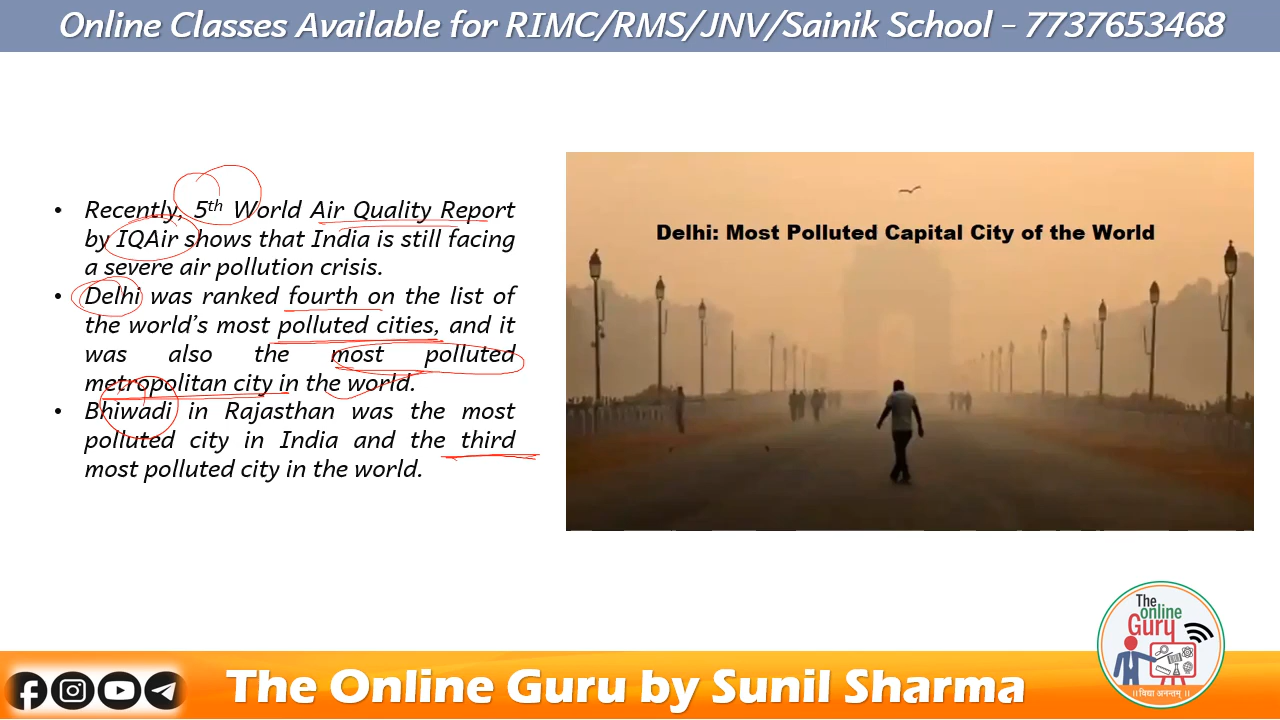 Online Classes Available for RIMC/RMS/JNV/Sainik School - 7737653468
• Recently, 5th World Air Quality Report
by IQAir shows that India is still facing
a severe air pollution crisis.
• Delhi was ranked fourth on the list of
the world's most polluted cities, and it
was also the most polluted
metropolitan city in the world.
• Bhiwadi in Rajasthan was the most
polluted city in India and the third
most polluted city in the world.
Delhi: Most Polluted Capital City of the World
The
online
Guru
॥विद्या अनन्तम्॥
The Online Guru by Sunil Sharma